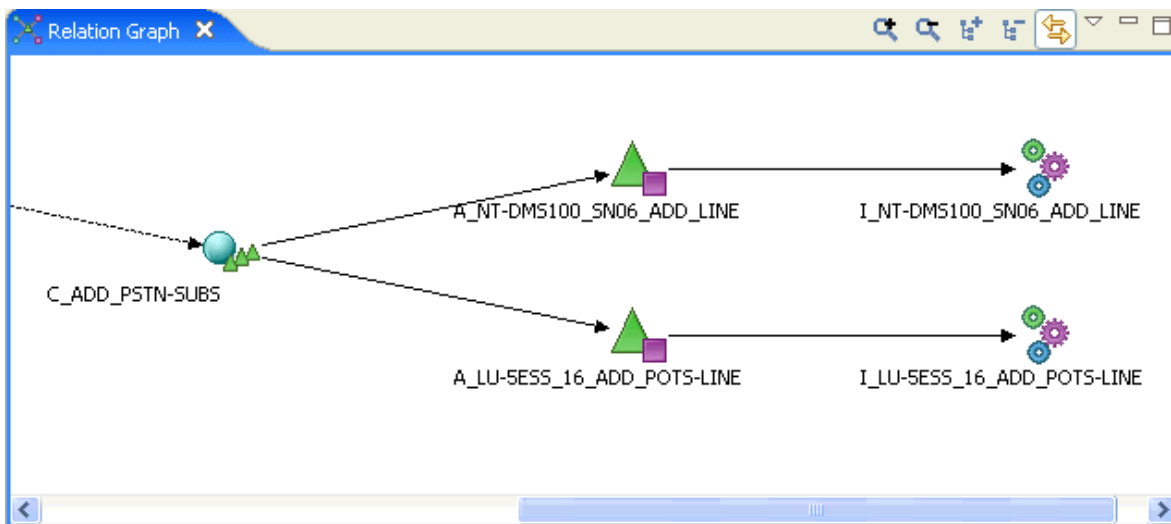 Relation Graph
A_NT-DMS100_SN06_ADD_LINE
I_NT-DMS100_SN06_ADD_LINE
C_ADD_PSTN-SUBS
A_LU-5ESS_16_ADD_POTS-LINE
I_LU-5ESS_16_ADD_POTS-LINE